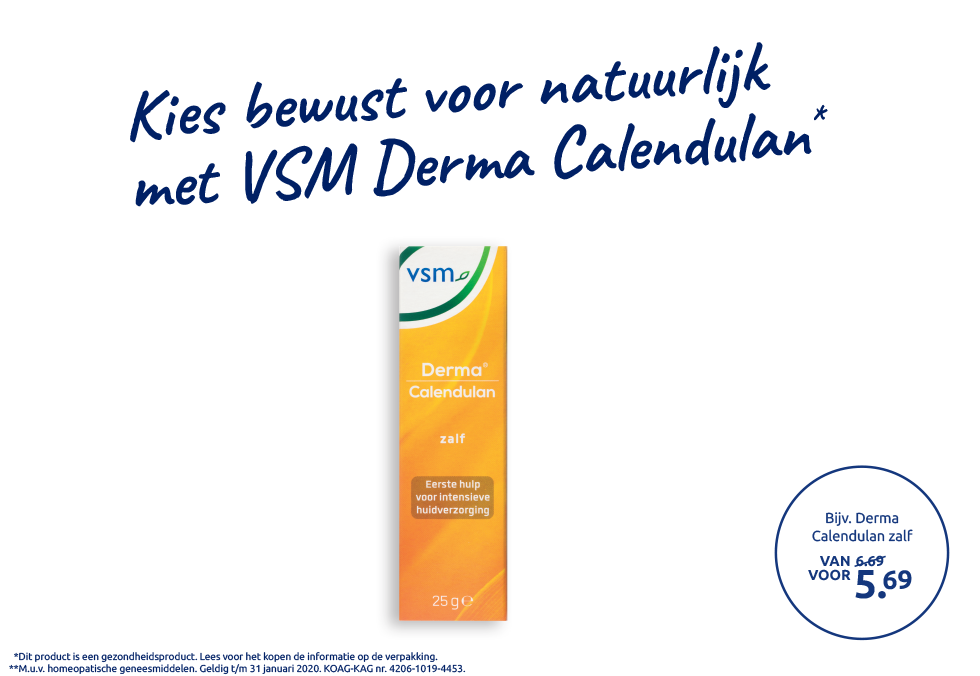 Kies bewust voor natuurlijk
met VSM Derma Calendulan*
vsm
Derma®
Calendulan
zalf
Eerste hulp
voor intensieve
huidverzorging
25 g ℮
Bijv. Derma
Calendulan zalf
VAN 6.69
VOOR 5.69
*Dit product is een gezondheidsproduct. Lees voor het kopen de informatie op de verpakking.
**M.u.v. homeopatische geneesmiddelen. Geldig t/m 31 januari 2020. KOAG-KAG nr. 4206-1019-4453.